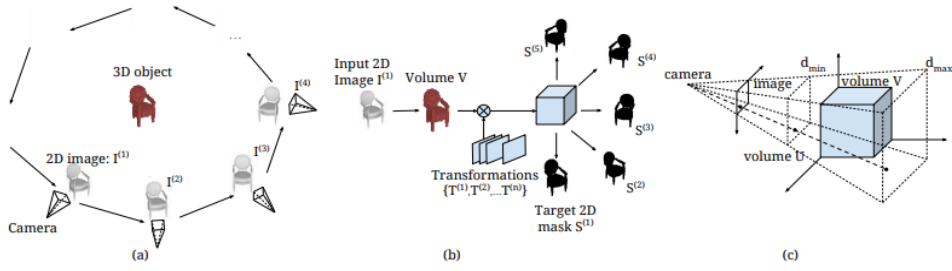 ...
3D object
I(4)
2D image: I(1)
I(2)
I(3)
Camera
(a)
Input 2D
Image I(1)
Volume V
Transformations
{T(1),T(2),...T(n)}
S(5)
S(4)
S(3)
S(2)
Target 2D
mask S(1)
(b)
camera
image
dmin
volume V
dmax
volume U
(c)